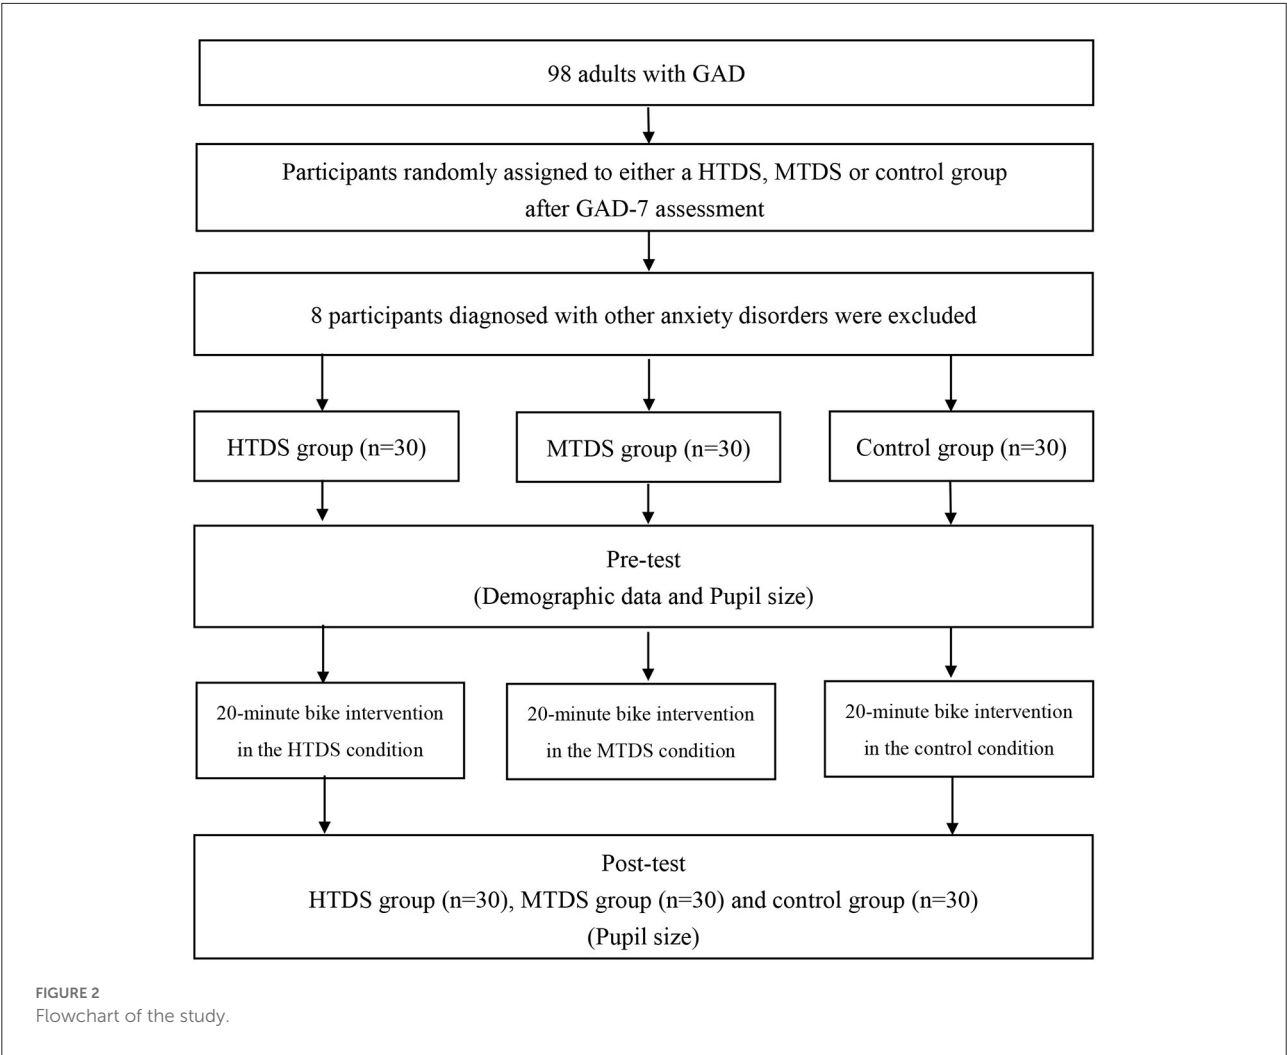 98 adults with GAD
Participants randomly assigned to either a HTDS, MTDS or control group
after GAD-7 assessment
8 participants diagnosed with other anxiety disorders were excluded
HTDS group (n=30)
MTDS group (n=30)
Control group (n=30)
Pre-test
(Demographic data and Pupil size)
20-minute bike intervention
in the HTDS condition
20-minute bike intervention
in the MTDS condition
20-minute bike intervention
in the control condition
Post-test
HTDS group (n=30), MTDS group (n=30) and control group (n=30)
(Pupil size)
FIGURE 2
Flowchart of the study.